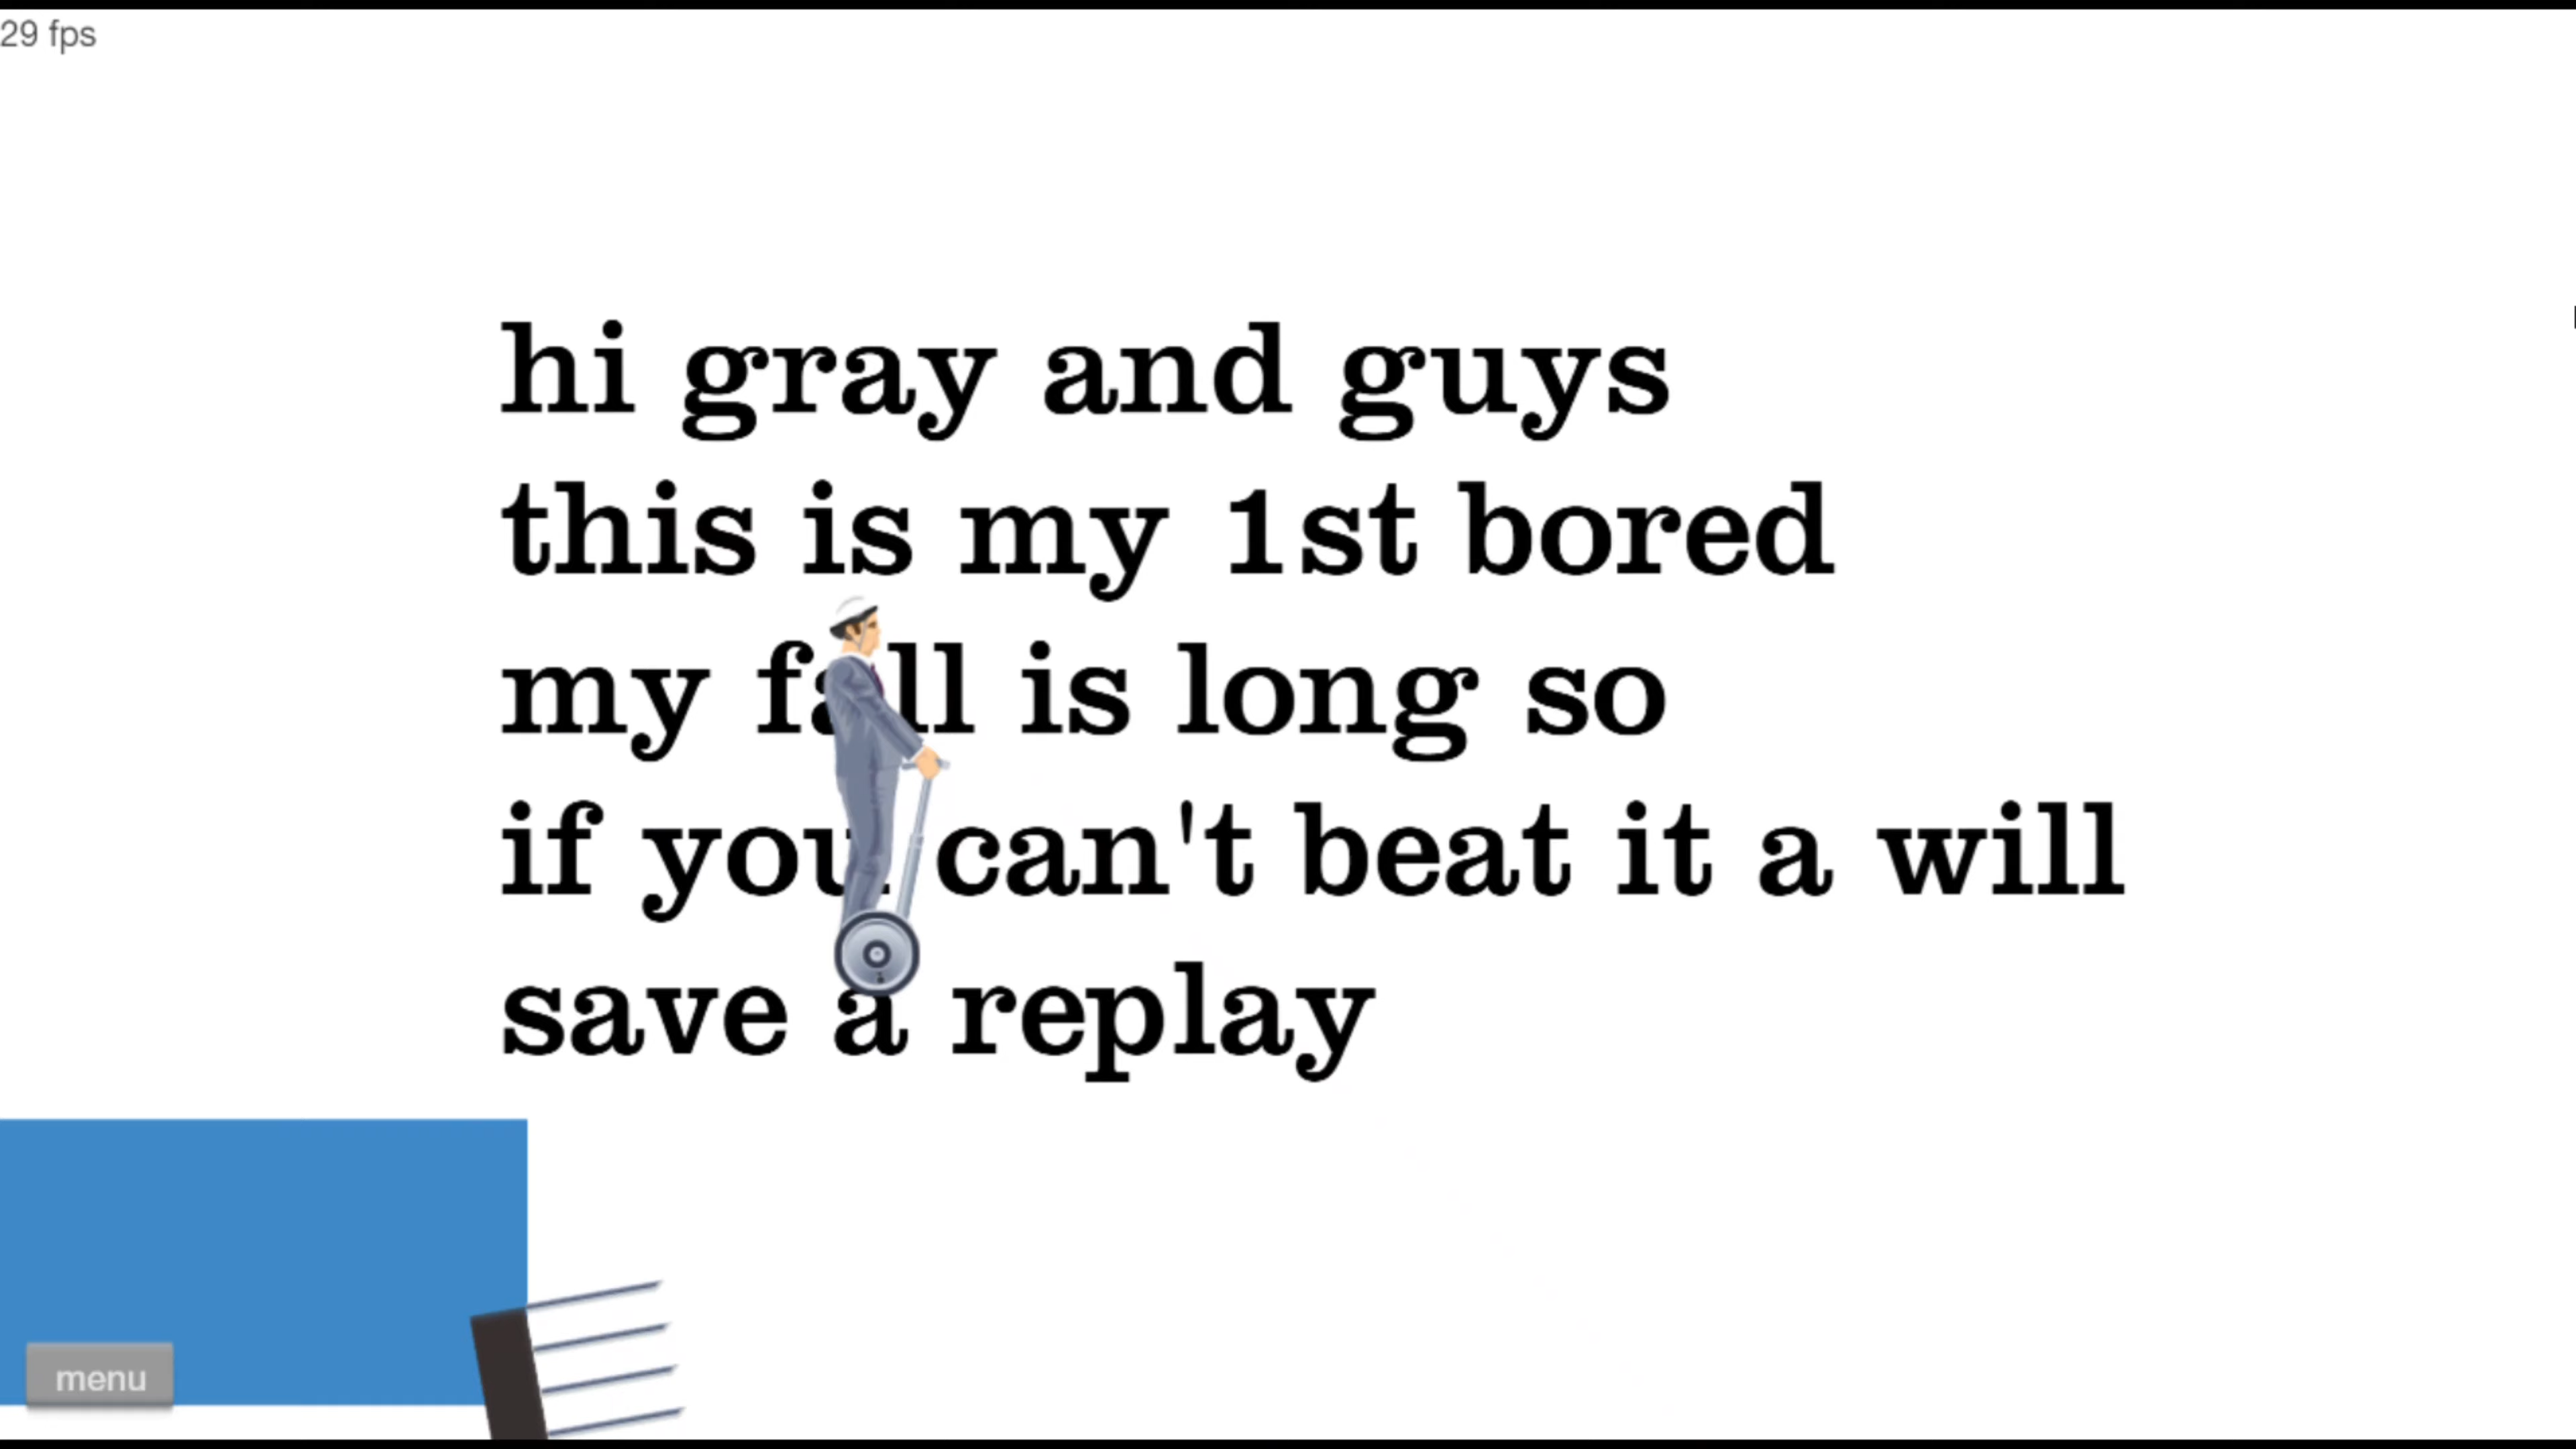 29 fps
hi gray and guys
this is my 1st bored
my fall is long so
if you can't beat it a will
save a replay
menu